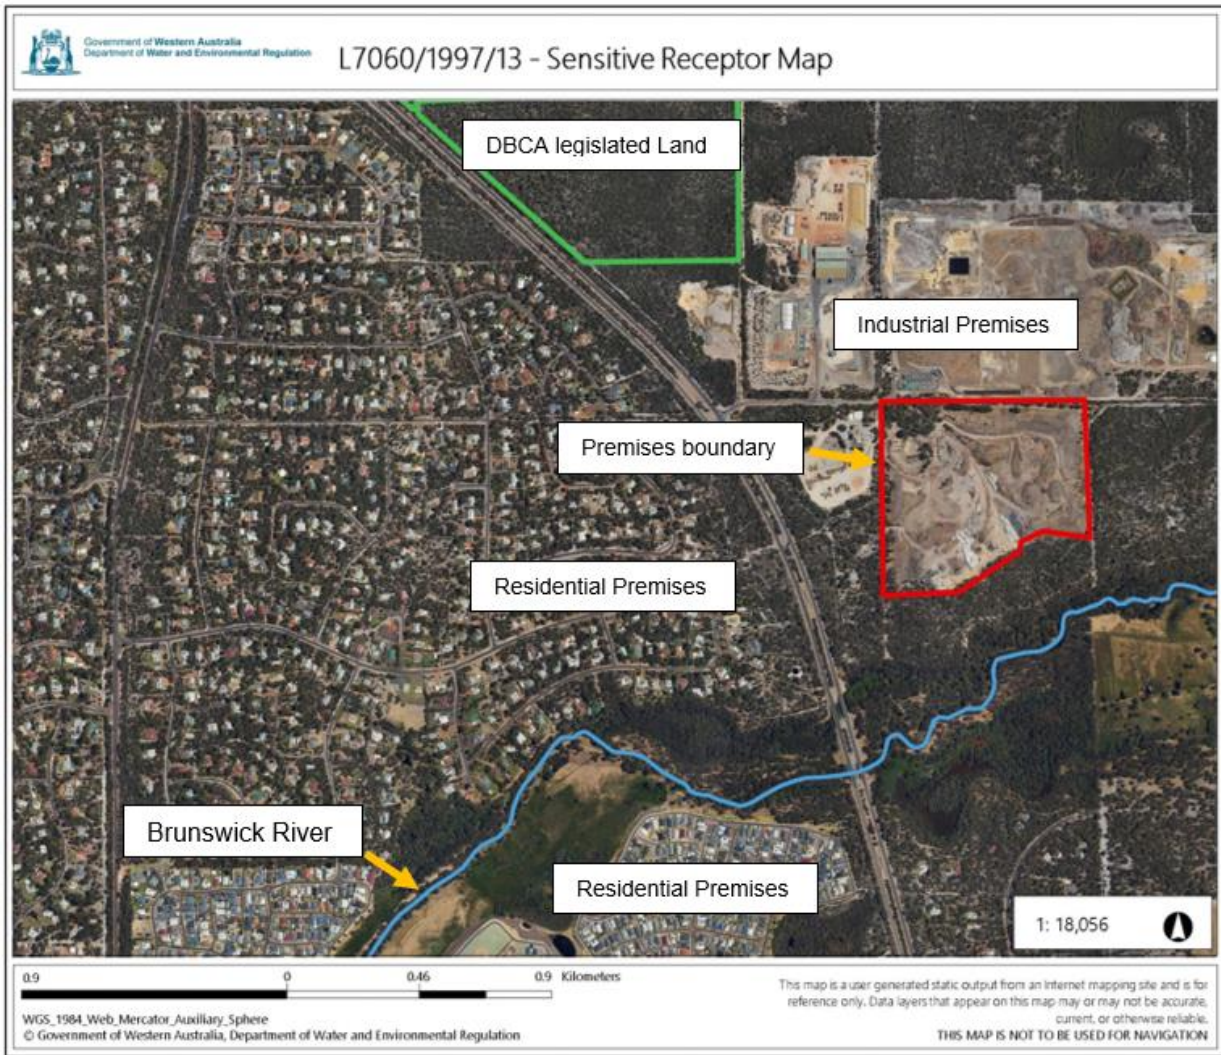 Government of Western Australia
Department of Water and Environmental Regulation
L7060/1997/13 - Sensitive Receptor Map
DBCA legislated Land
Industrial Premises
Premises boundary
Residential Premises
Brunswick River
Residential Premises
1: 18,056
0.9 0 0.46 0.9 Kilometers
WGS_1984_Web_Mercator_Auxiliary_Sphere
© Government of Western Australia, Department of Water and Environmental Regulation
This map is a user generated static output from an Internet mapping site and is for
reference only. Data layers that appear on this map may or may not be accurate,
current, or otherwise reliable.
THIS MAP IS NOT TO BE USED FOR NAVIGATION